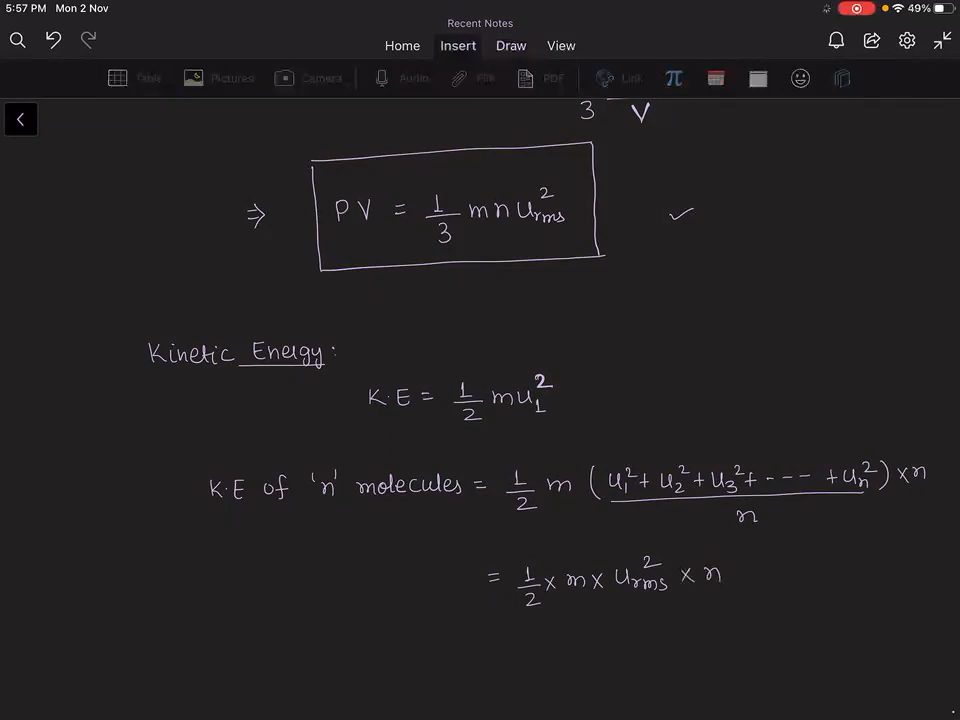 5:57 PM Mon 2 Nov 49%
Recent Notes
Home Insert Draw View
Table Pictures Camera Audio File PDF Link
3 V
⇒ PV = 1/3 m n u²rms ✓
Kinetic Energy:
K.E = 1/2 m u₁²
K.E of 'n' molecules = 1/2 m (u₁² + u₂² + u₃² + ---- + uₙ²)/n × n
= 1/2 × m × u²rms × n